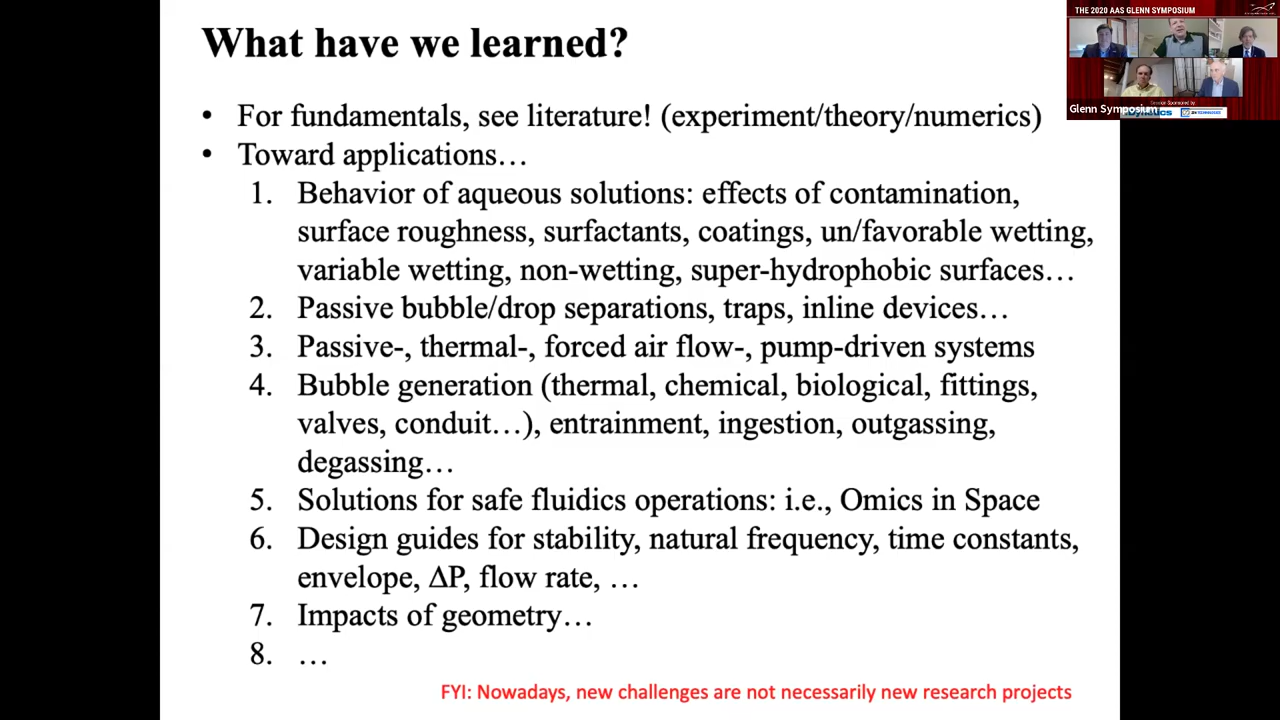 What have we learned?
THE 2020 AAS GLENN SYMPOSIUM
Glenn Symposium
• For fundamentals, see literature! (experiment/theory/numerics)
• Toward applications…
1. Behavior of aqueous solutions: effects of contamination,
surface roughness, surfactants, coatings, un/favorable wetting,
variable wetting, non-wetting, super-hydrophobic surfaces…
2. Passive bubble/drop separations, traps, inline devices…
3. Passive-, thermal-, forced air flow-, pump-driven systems
4. Bubble generation (thermal, chemical, biological, fittings,
valves, conduit…), entrainment, ingestion, outgassing,
degassing…
5. Solutions for safe fluidics operations: i.e., Omics in Space
6. Design guides for stability, natural frequency, time constants,
envelope, ΔP, flow rate, …
7. Impacts of geometry…
8. …
FYI: Nowadays, new challenges are not necessarily new research projects